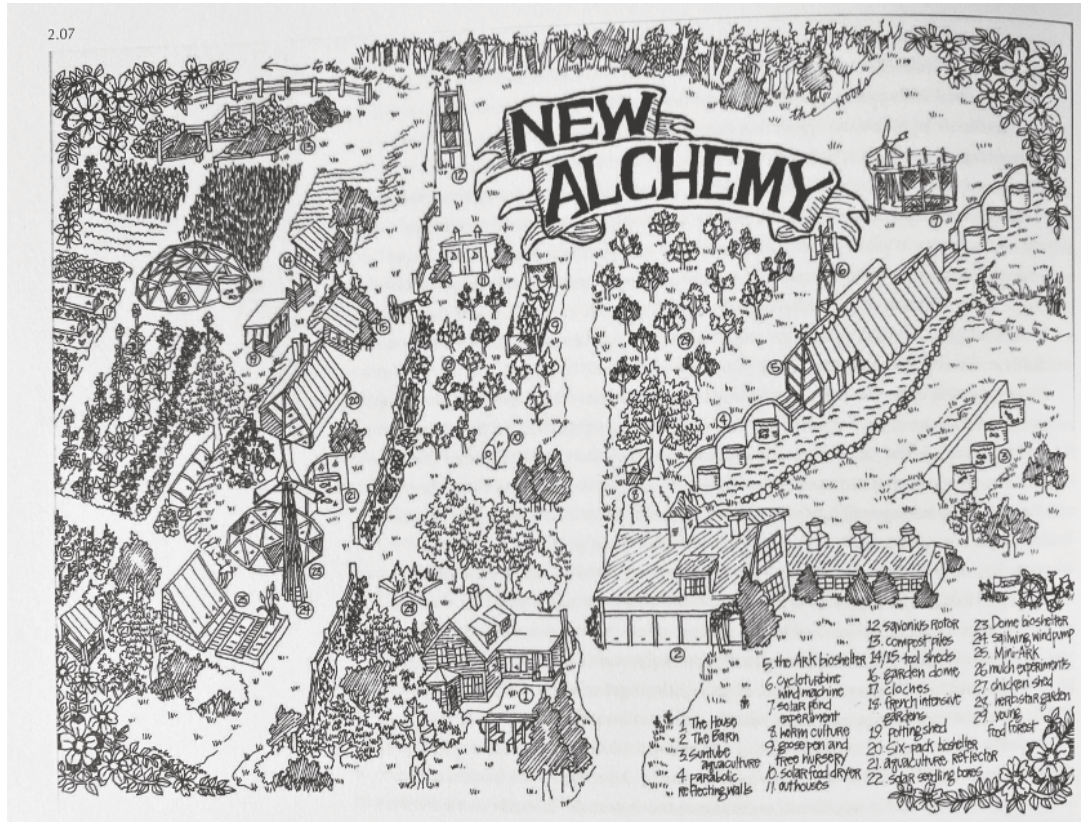 2.07
to the bridge
the
NEW
ALCHEMY
1. The House
2 The Barn
3. Suntube
aquaculture
4 parabolic
reflecting walls
5. the ARK bioshelter
6. cycloturbine
wind machine
7 solar pond
experiment
8. worm culture
9. goose pen and
tree nursery
10. solar food dryer
11. outhouses
12 savonius Rotor
13. compost piles
14/15 tool sheds
16. garden dome
17. cloches
18. french intensive
gardens
19. potting shed
20. Six-pack bioshelter
21. aquaculture reflector
22. solar seedling boxes
23 Dome bioshelter
24 sailwing windpump
25. Mini-ARK
26 mulch experiments
27 chicken shed
28. herb star garden
29. young
food forest